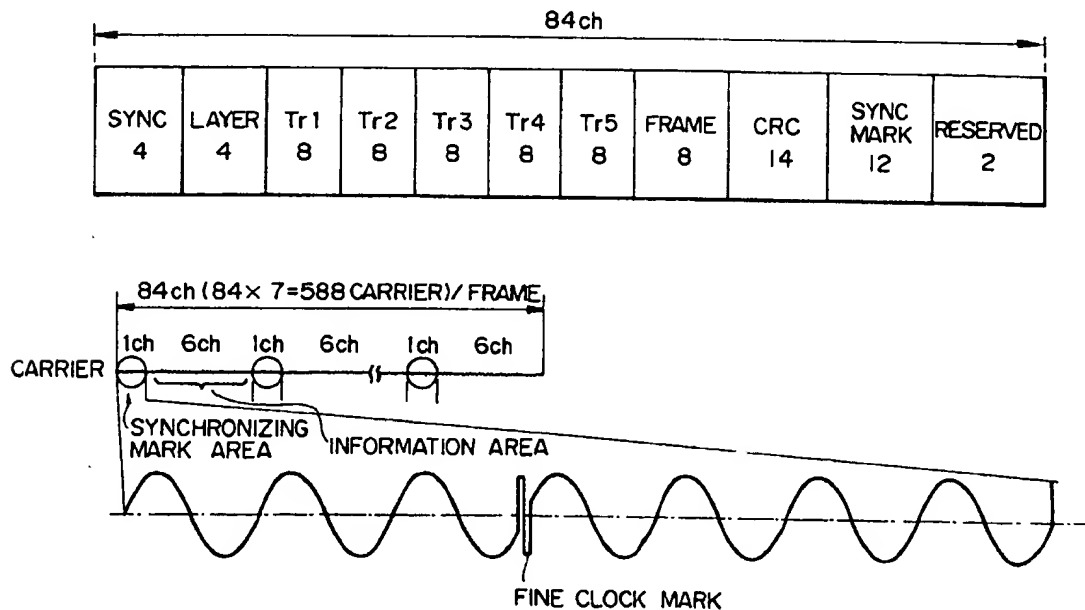 84ch
SYNC 4
LAYER 4
Tr1 8
Tr2 8
Tr3 8
Tr4 8
Tr5 8
FRAME 8
CRC 14
SYNC MARK 12
RESERVED 2
84ch (84×7=588 CARRIER)/FRAME
1ch 6ch 1ch 6ch 1ch 6ch
CARRIER
SYNCHRONIZING
MARK AREA
INFORMATION AREA
FINE CLOCK MARK